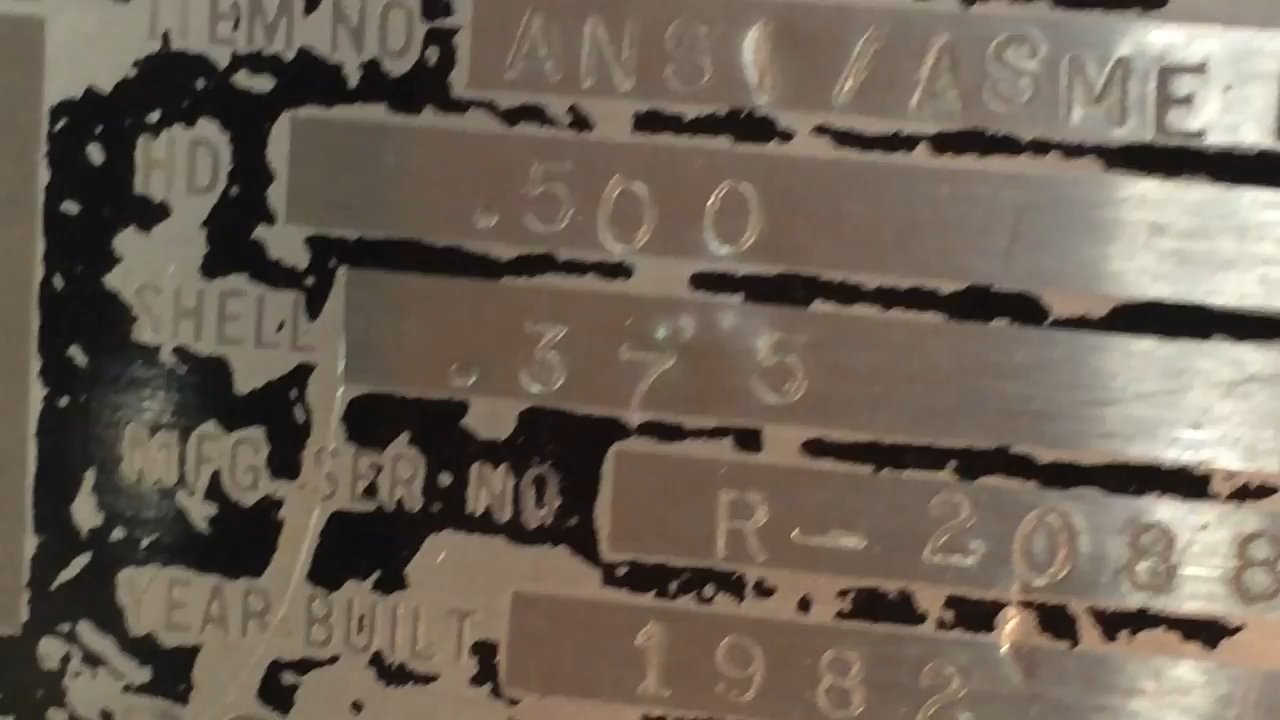 ITEM NO ANSI/ASME
HD .500
SHELL .375
MFG SER. NO R-2088
YEAR BUILT 1982